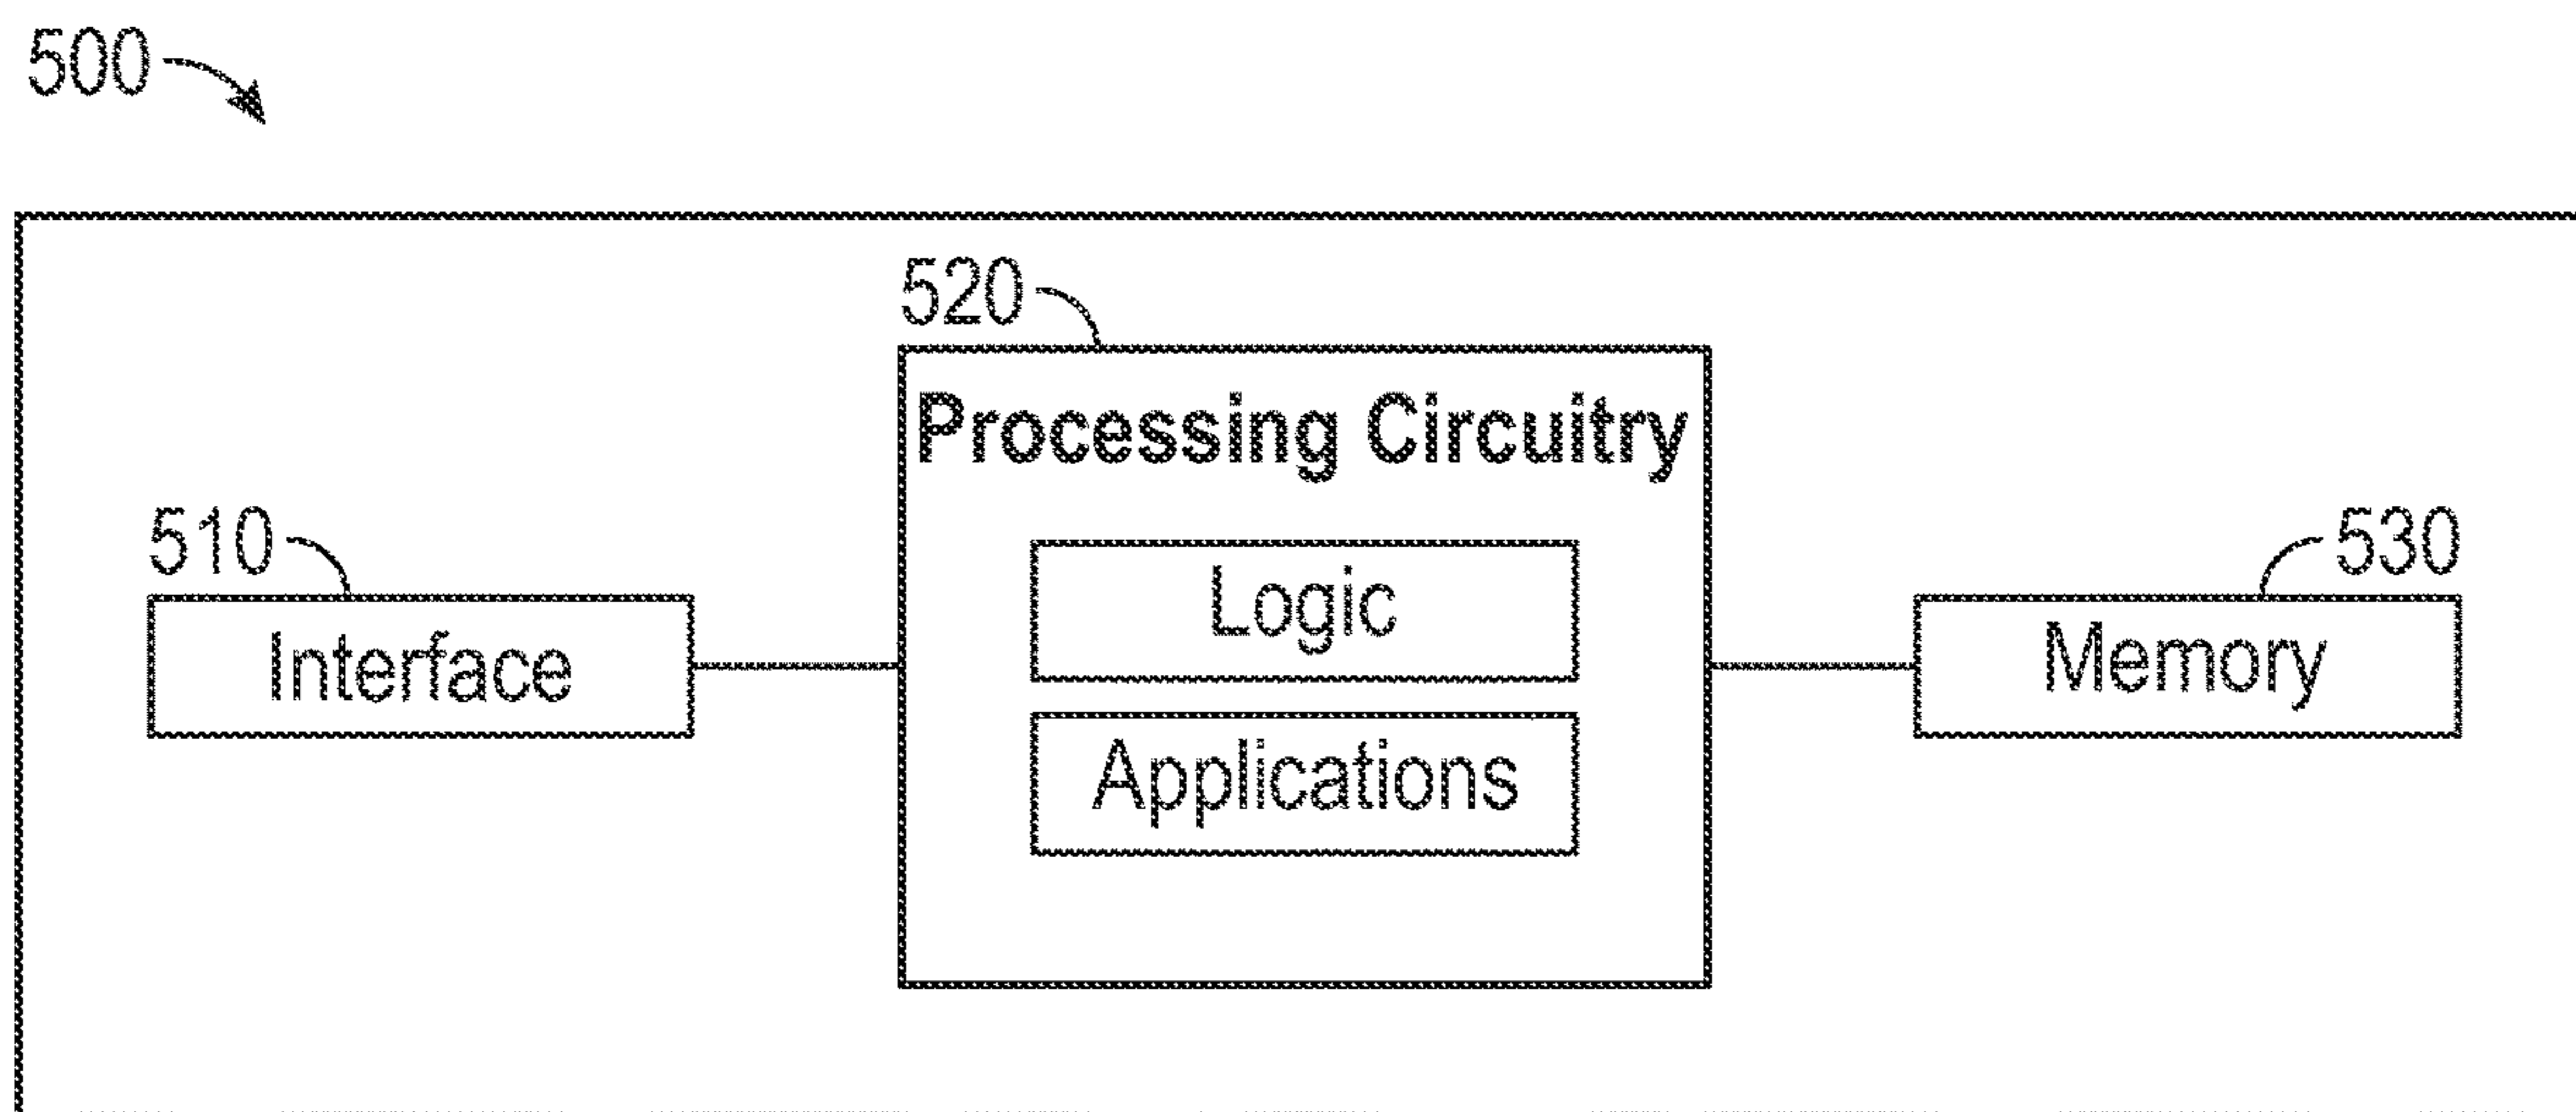 500
520
Processing Circuitry
510
530
Logic
Interface
Memory
Applications